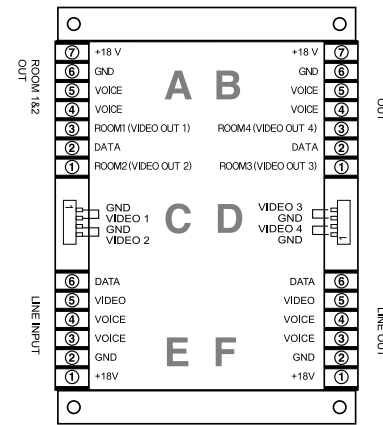 ROOM 1&2
OUT
⑦ +18 V
⑥ GND
⑤ VOICE
④ VOICE
③ ROOM1 (VIDEO OUT 1)
② DATA
① ROOM2 (VIDEO OUT 2)
A B
+18 V ⑦
GND ⑥
VOICE ⑤
VOICE ④
ROOM4 (VIDEO OUT 4) ③
DATA ②
ROOM3 (VIDEO OUT 3) ①
OUT
1
GND
VIDEO 1
GND
VIDEO 2
C D
VIDEO 3
GND
VIDEO 4
GND
1
LINE INPUT
⑥ DATA
⑤ VIDEO
④ VOICE
③ VOICE
② GND
① +18V
E F
DATA ⑥
VIDEO ⑤
VOICE ④
VOICE ③
GND ②
+18V ①
LINE OUT